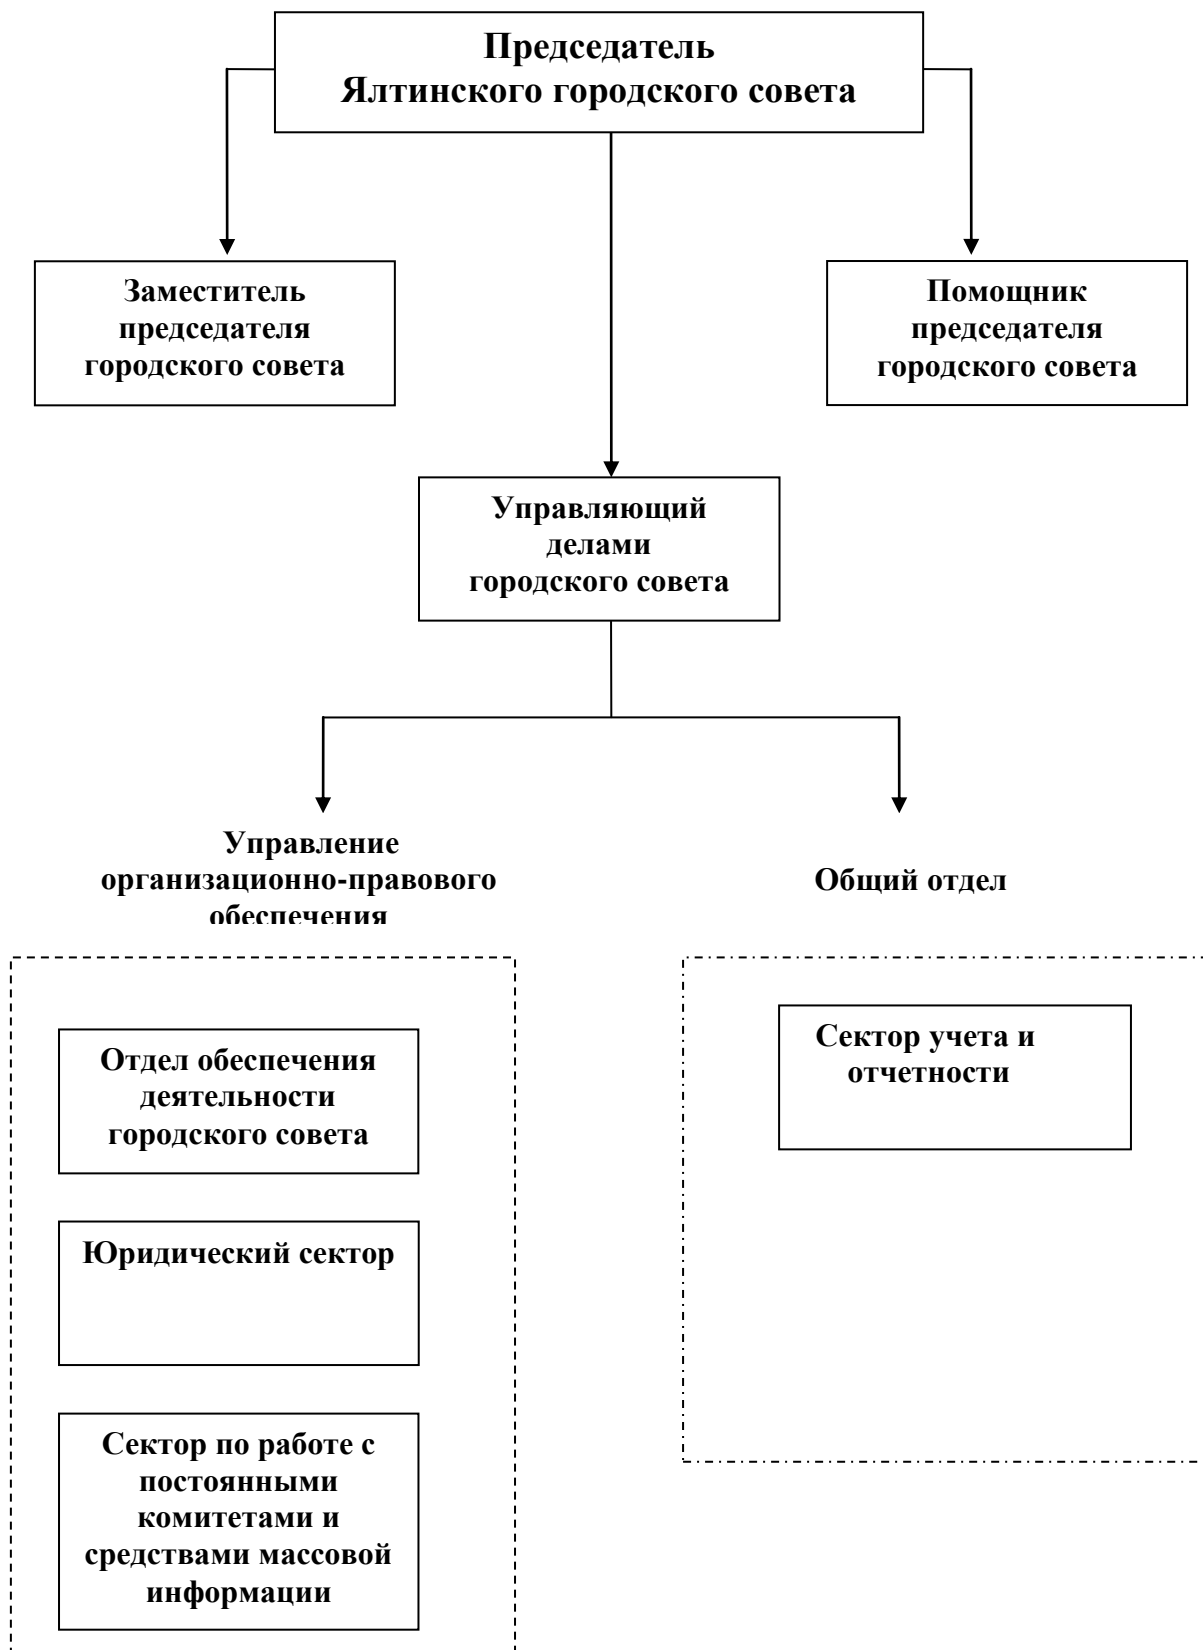 Председатель
Ялтинского городского совета
Заместитель
председателя
городского совета
Помощник
председателя
городского совета
Управляющий
делами
городского совета
Управление
организационно-правового
обеспечения
Общий отдел
Отдел обеспечения
деятельности
городского совета
Сектор учета и
отчетности
Юридический сектор
Сектор по работе с
постоянными
комитетами и
средствами массовой
информации